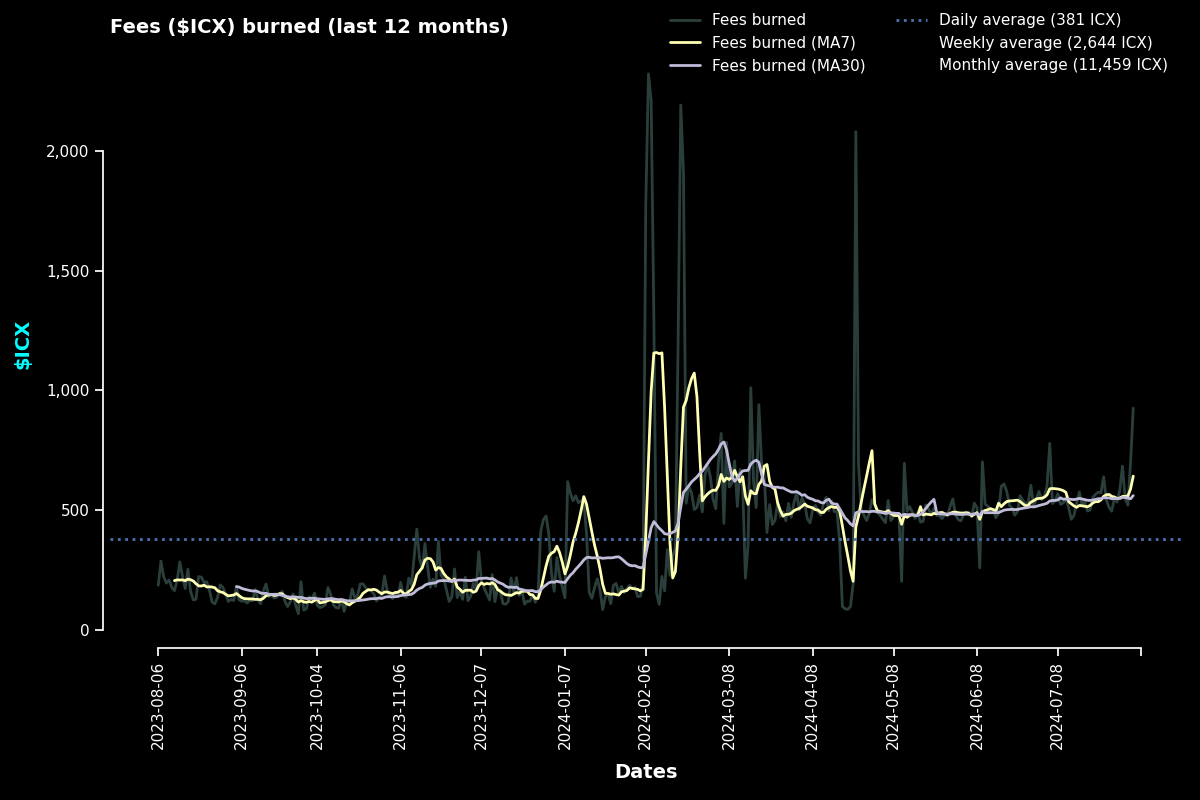 Fees ($ICX) burned (last 12 months)
Fees burned
Fees burned (MA7)
Fees burned (MA30)
Daily average (381 ICX)
Weekly average (2,644 ICX)
Monthly average (11,459 ICX)
$ICX
2,000
1,500
1,000
500
0
2023-08-06
2023-09-06
2023-10-04
2023-11-06
2023-12-07
2024-01-07
2024-02-06
2024-03-08
2024-04-08
2024-05-08
2024-06-08
2024-07-08
Dates